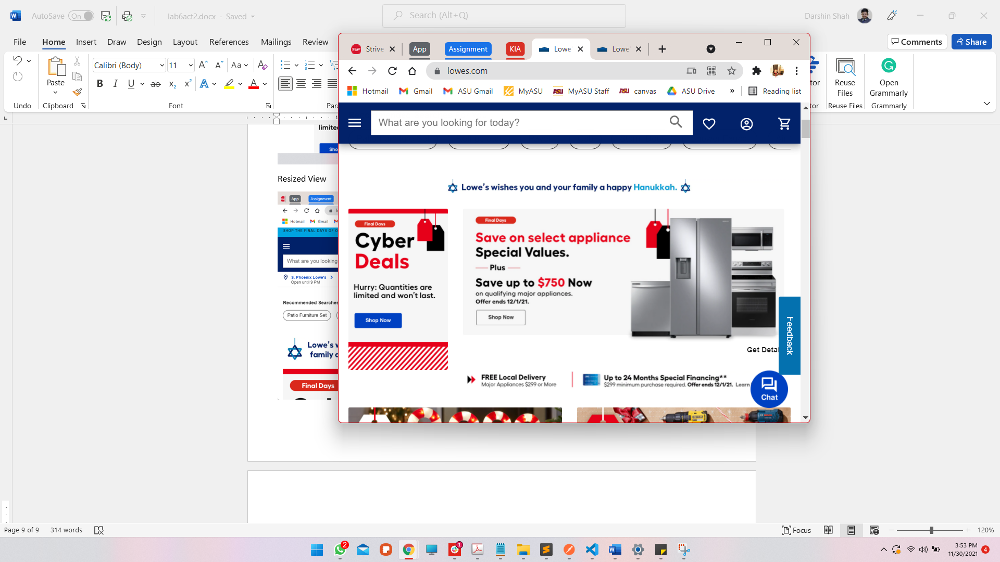 AutoSave On lab6act2.docx - Saved Search (Alt+Q) Darshin Shah
File Home Insert Draw Design Layout References Mailings Review Comments Share
Calibri (Body) 11 Aa
Paste
B I U ab x₂ x² A A
Undo Clipboard Font
Reuse Files
Open Grammarly
Reuse Files Grammarly
Resized View
App Assignment
Hotmail Gmail
SHOP THE FINAL DAYS OF
What are you looking
S. Phoenix Lowe's
Open until 9 PM
Recommended Searches
Patio Furniture Set
Lowe's
family
Final Days
Strive App Assignment KIA Lowe Lowe
lowes.com
Hotmail Gmail ASU Gmail MyASU MyASU Staff canvas ASU Drive » Reading list
What are you looking for today?
Lowe's wishes you and your family a happy Hanukkah.
Final Days
Cyber
Deals
Hurry: Quantities are
limited and won't last.
Shop Now
Final Days
Save on select appliance
Special Values.
Plus
Save up to $750 Now
on qualifying major appliances.
Offer ends 12/1/21.
Shop Now
Feedback
Get Detai
FREE Local Delivery
Major Appliances $299 or More
Up to 24 Months Special Financing**
$299 minimum purchase required. Offer ends 12/1/21. Learn
Chat
Page 9 of 9 314 words Focus 120%
2 1
3:53 PM
11/30/2021 4